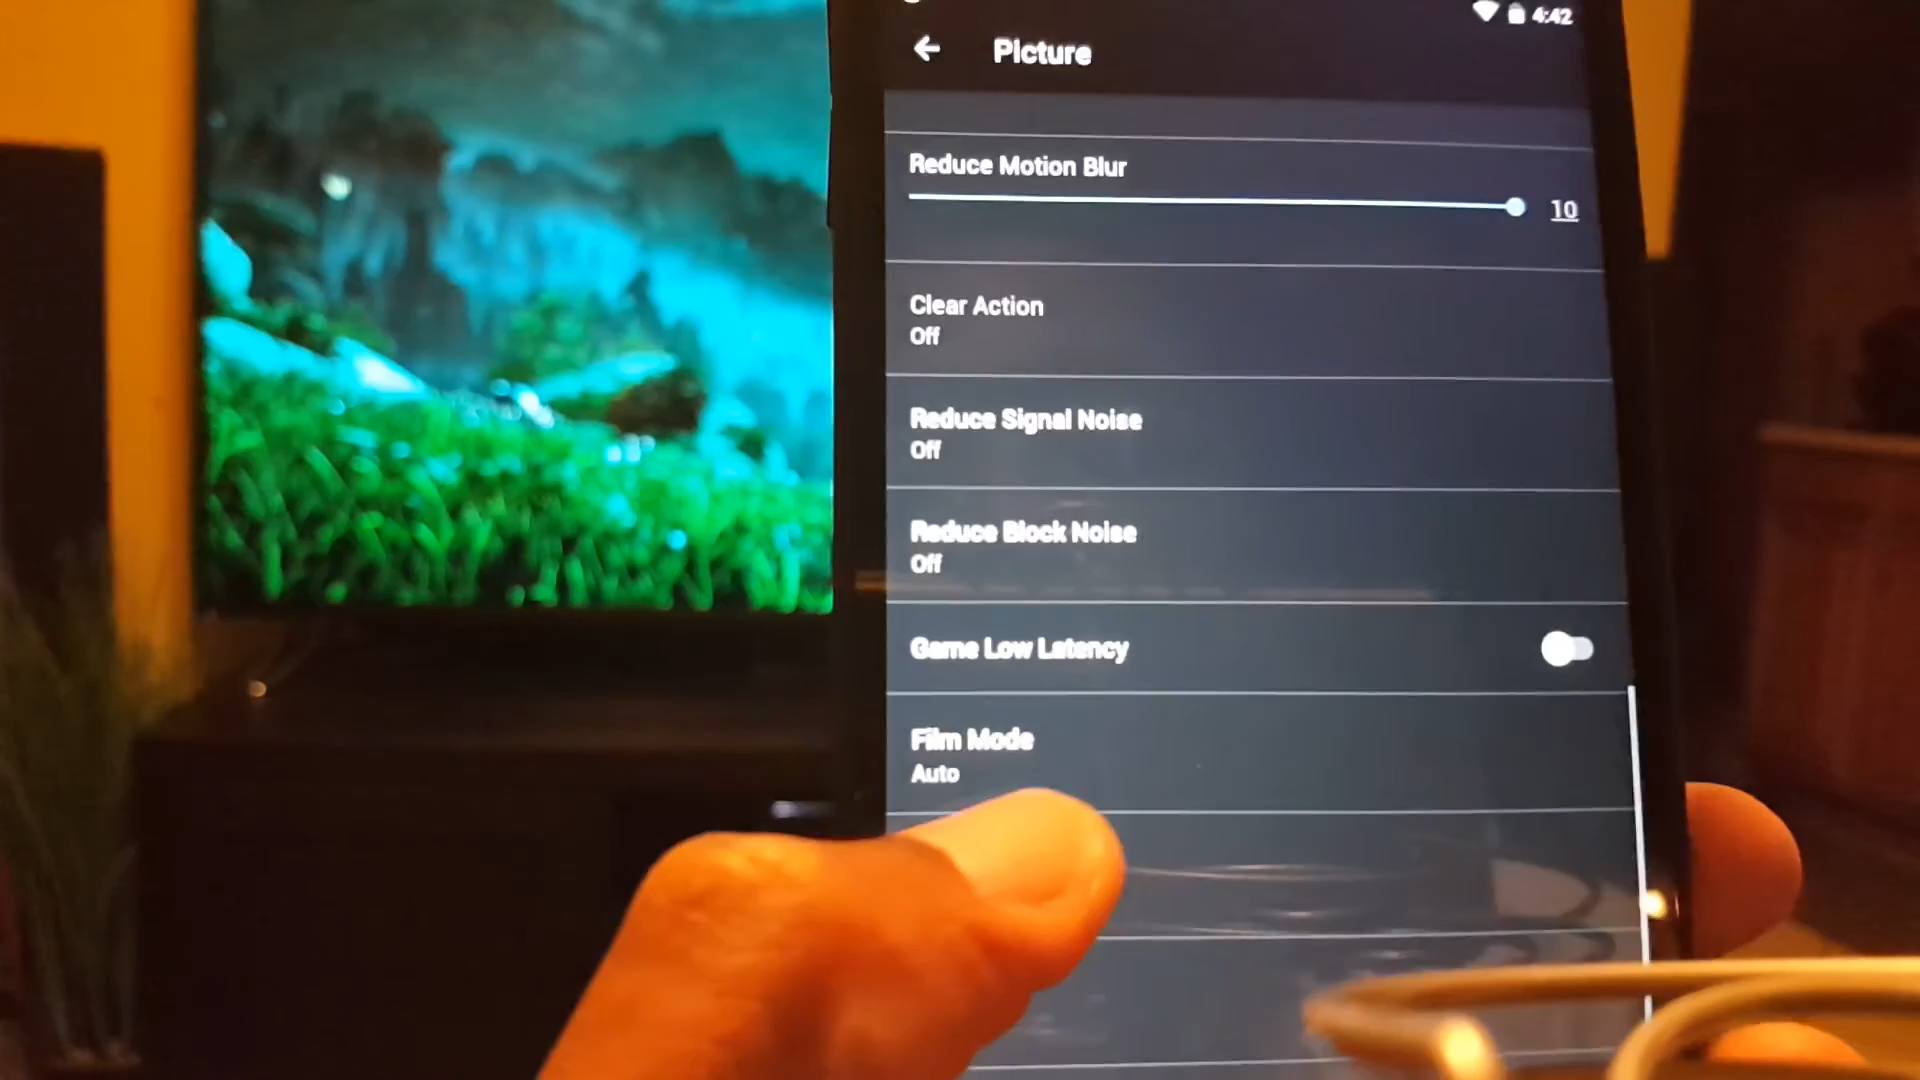 4:42
Picture
Reduce Motion Blur
10
Clear Action
Off
Reduce Signal Noise
Off
Reduce Block Noise
Off
Game Low Latency
Film Mode
Auto